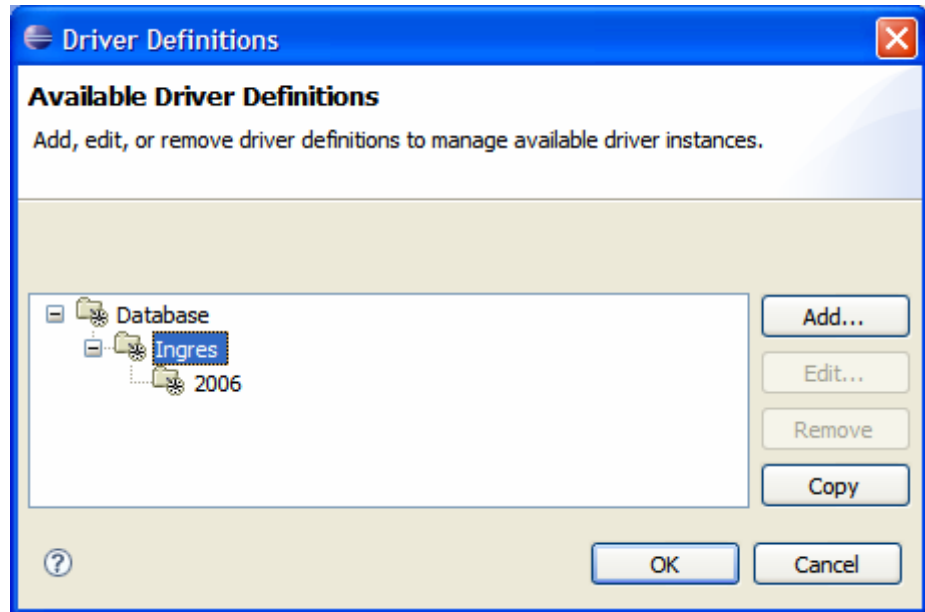 Driver Definitions
Available Driver Definitions
Add, edit, or remove driver definitions to manage available driver instances.
Database
Ingres
2006
Add...
Edit...
Remove
Copy
?
OK
Cancel